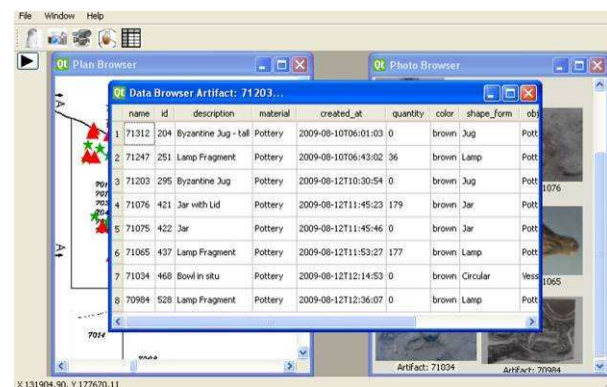 File Window Help
Plan Browser
Photo Browser
Data Browser Artifact: 71203...
name id description material created_at quantity color shape_form obj
1 71312 204 Byzantine Jug - tall Pottery 2009-08-10T06:01:03 0 brown Jug Pott
2 71247 251 Lamp Fragment Pottery 2009-08-10T06:43:02 36 brown Lamp Pott
3 71203 295 Byzantine Jug Pottery 2009-08-12T10:30:54 0 brown Jug Pott
4 71076 421 Jar with Lid Pottery 2009-08-12T11:45:23 179 brown Jar Pott
5 71075 422 Jar Pottery 2009-08-12T11:45:46 0 brown Jar Pott
6 71065 437 Lamp Fragment Pottery 2009-08-12T11:53:27 177 brown Lamp Pott
7 71034 468 Bowl in situ Pottery 2009-08-12T12:14:53 0 brown Circular Vess
8 70984 528 Lamp Fragment Pottery 2009-08-12T12:36:07 0 brown Lamp Pott
1076
1065
7014
Artifact: 71034 Artifact: 70984
X 131904.90, Y 177670.11